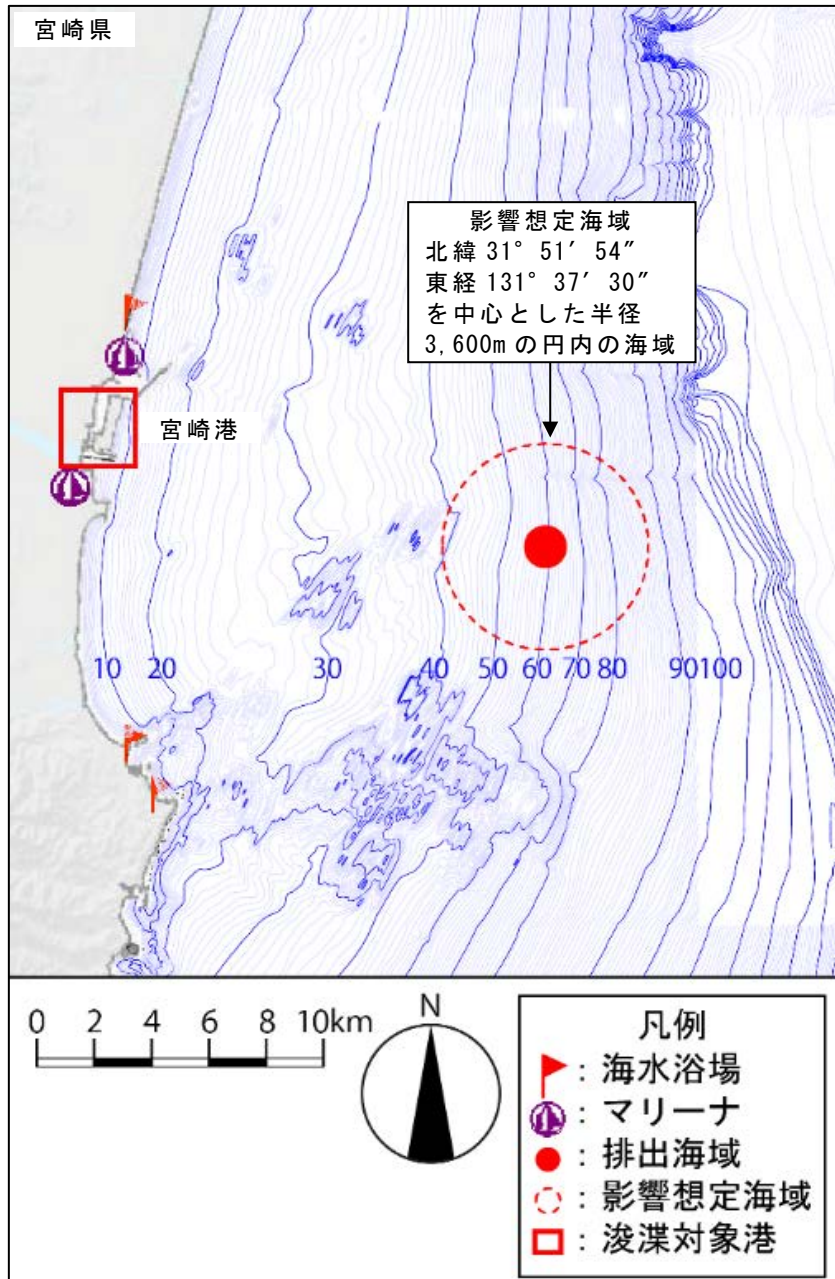 宮崎県
影響想定海域
北緯 31° 51′ 54″
東経 131° 37′ 30″
を中心とした半径
3,600m の円内の海域
宮崎港
10 20 30 40 50 60 70 80 90 100
0 2 4 6 8 10km
N
凡例
: 海水浴場
: マリーナ
: 排出海域
: 影響想定海域
: 浚渫対象港